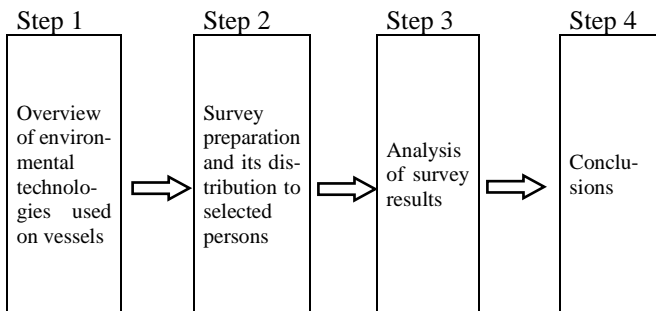 Step 1
Overview
of environ-
mental
technolo-
gies used
on vessels
Step 2
Survey
preparation
and its dis-
tribution to
selected
persons
Step 3
Analysis
of survey
results
Step 4
Conclu-
sions